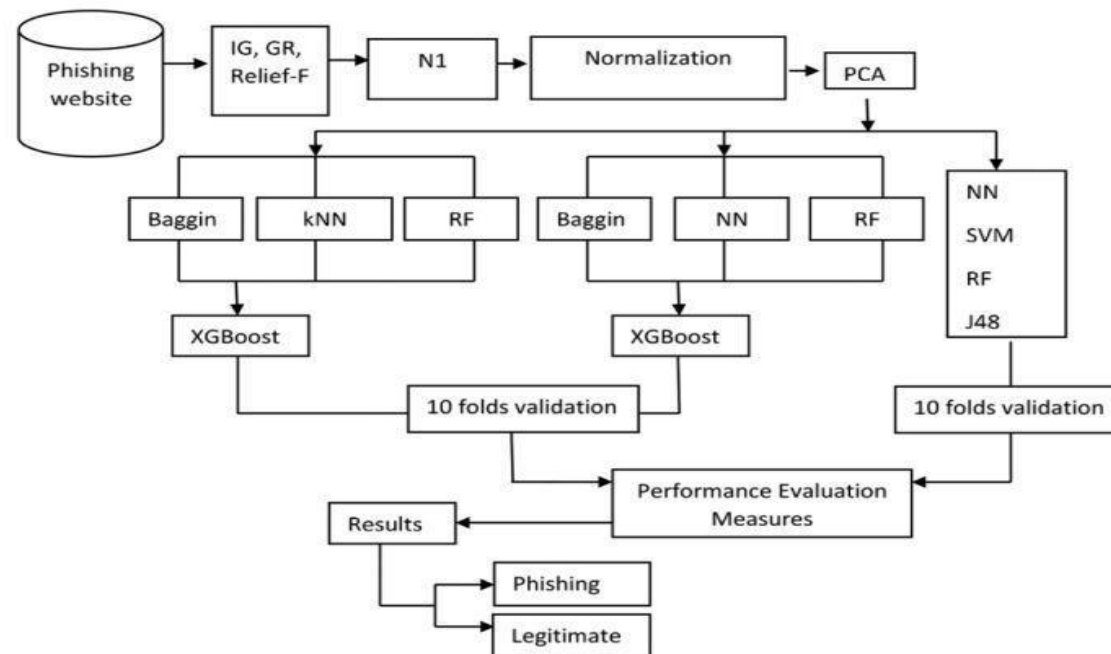 Phishing
website
IG, GR,
Relief-F
N1
Normalization
PCA
Baggin
kNN
RF
Baggin
NN
RF
NN
SVM
RF
J48
XGBoost
XGBoost
10 folds validation
10 folds validation
Performance Evaluation
Measures
Results
Phishing
Legitimate